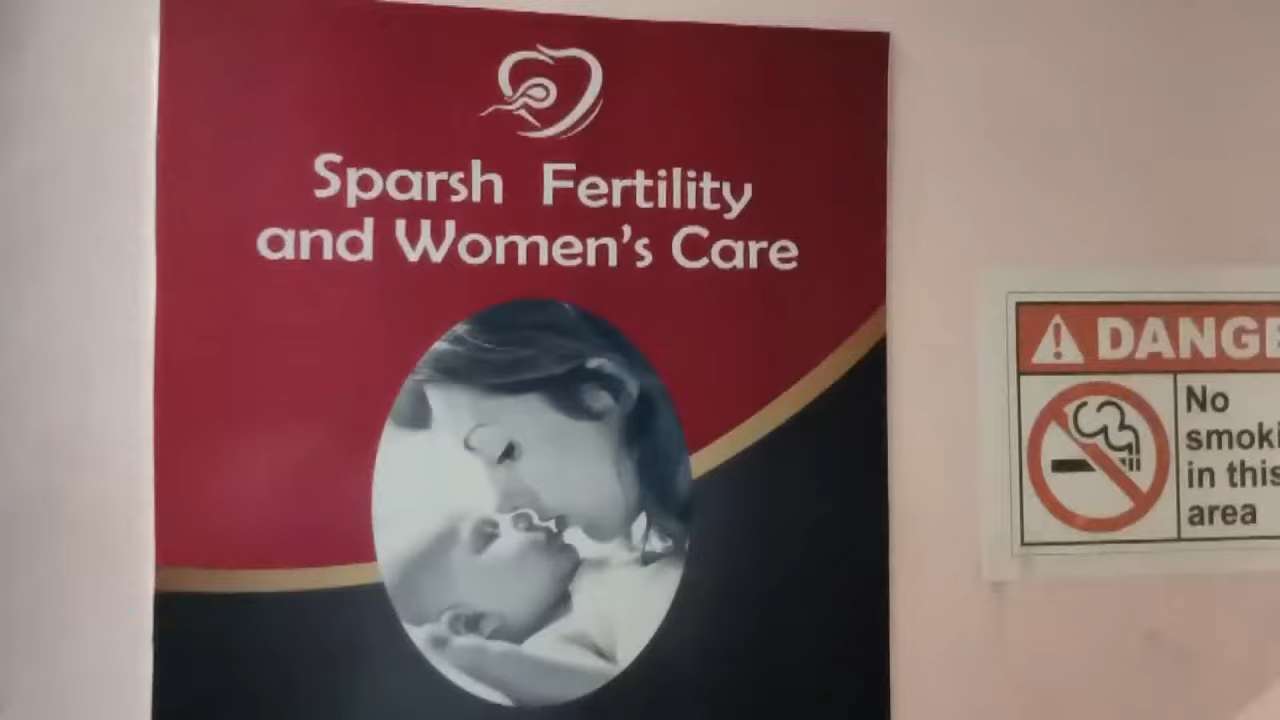 Sparsh Fertility
and Women's Care
DANGE
No
smoki
in this
area